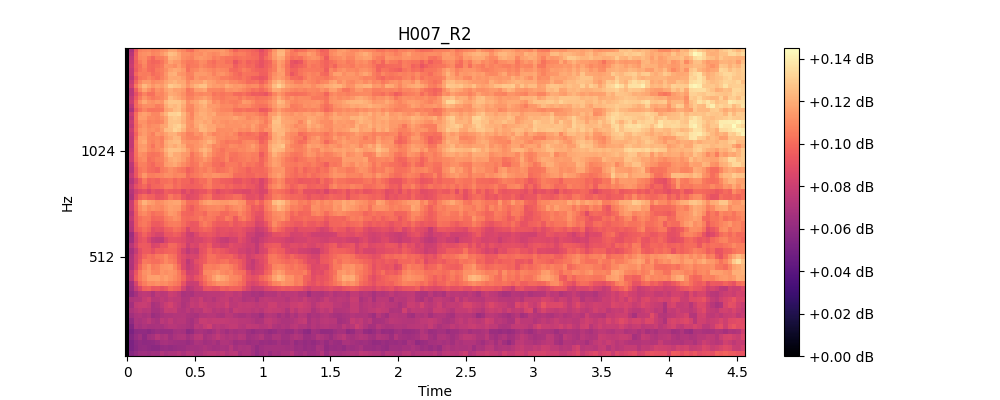 H007_R2
+0.14 dB
+0.12 dB
1024
+0.10 dB
Hz
+0.08 dB
+0.06 dB
512
+0.04 dB
+0.02 dB
+0.00 dB
0 0.5 1 1.5 2 2.5 3 3.5 4 4.5
Time